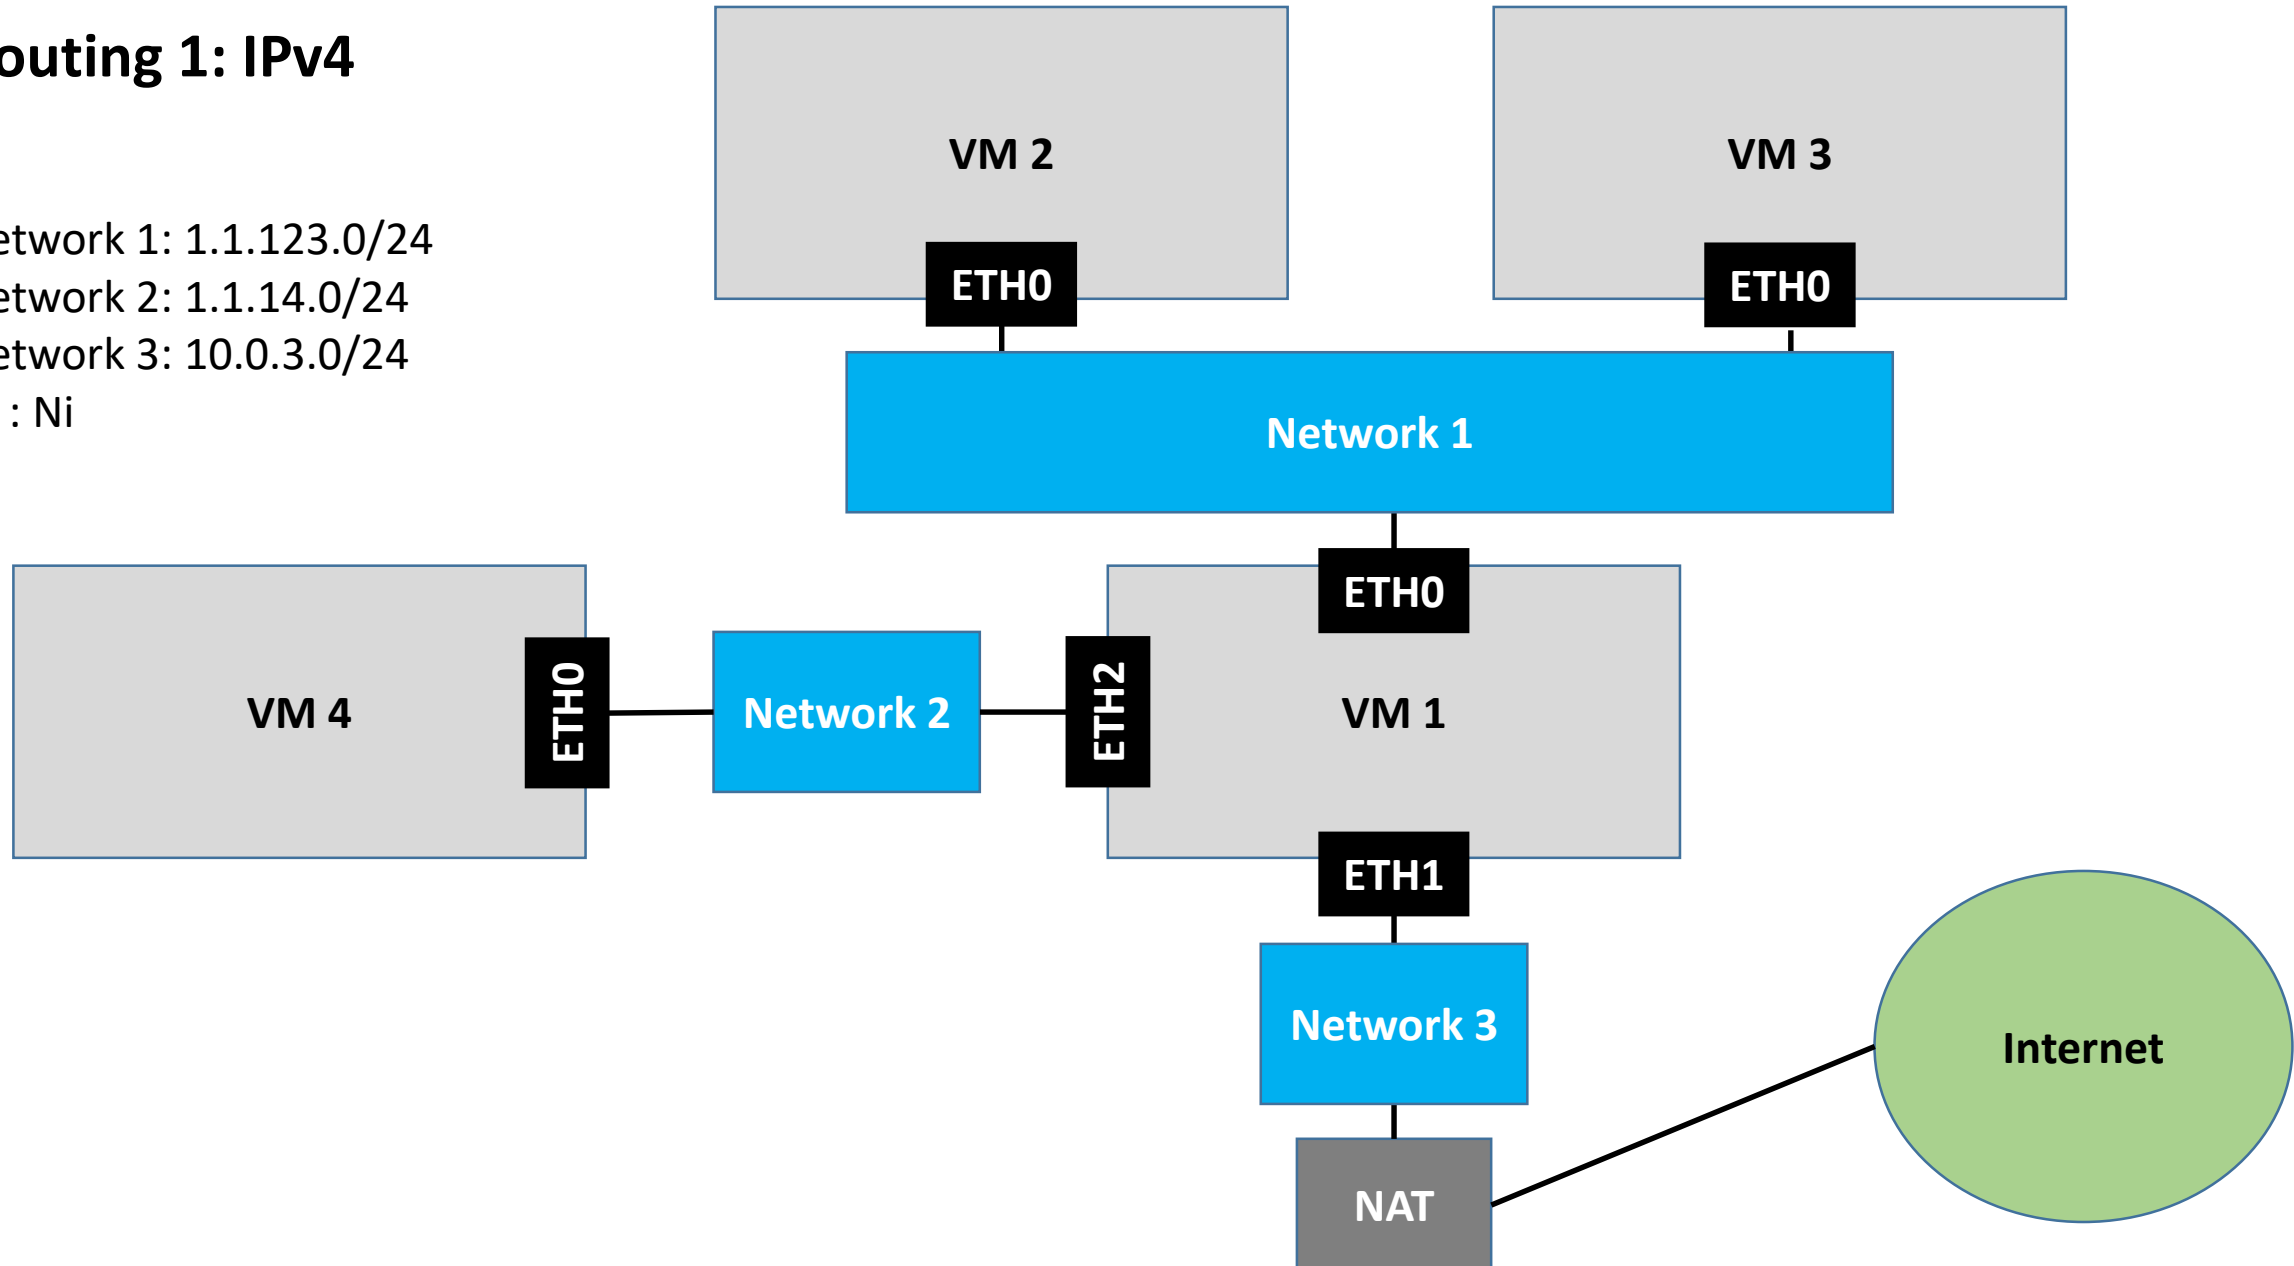 outing 1: IPv4
etwork 1: 1.1.123.0/24
etwork 2: 1.1.14.0/24
etwork 3: 10.0.3.0/24
: Ni
VM 2
VM 3
ETH0
ETH0
Network 1
ETH0
VM 4
ETH0
Network 2
ETH2
VM 1
ETH1
Network 3
Internet
NAT